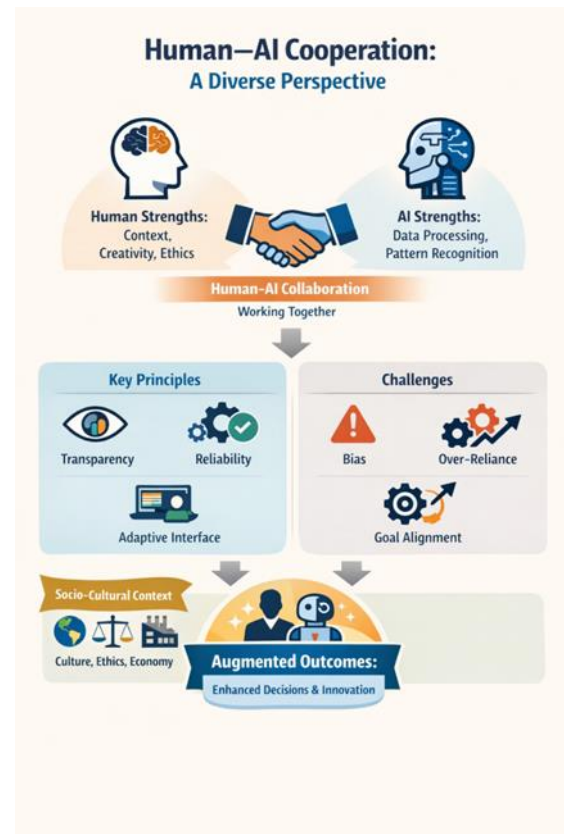 Human—AI Cooperation:
A Diverse Perspective
Human Strengths:
Context,
Creativity, Ethics
AI Strengths:
Data Processing,
Pattern Recognition
Human-AI Collaboration
Working Together
Key Principles
Transparency
Reliability
Adaptive Interface
Challenges
Bias
Over-Reliance
Goal Alignment
Socio-Cultural Context
Culture, Ethics, Economy
Augmented Outcomes:
Enhanced Decisions & Innovation